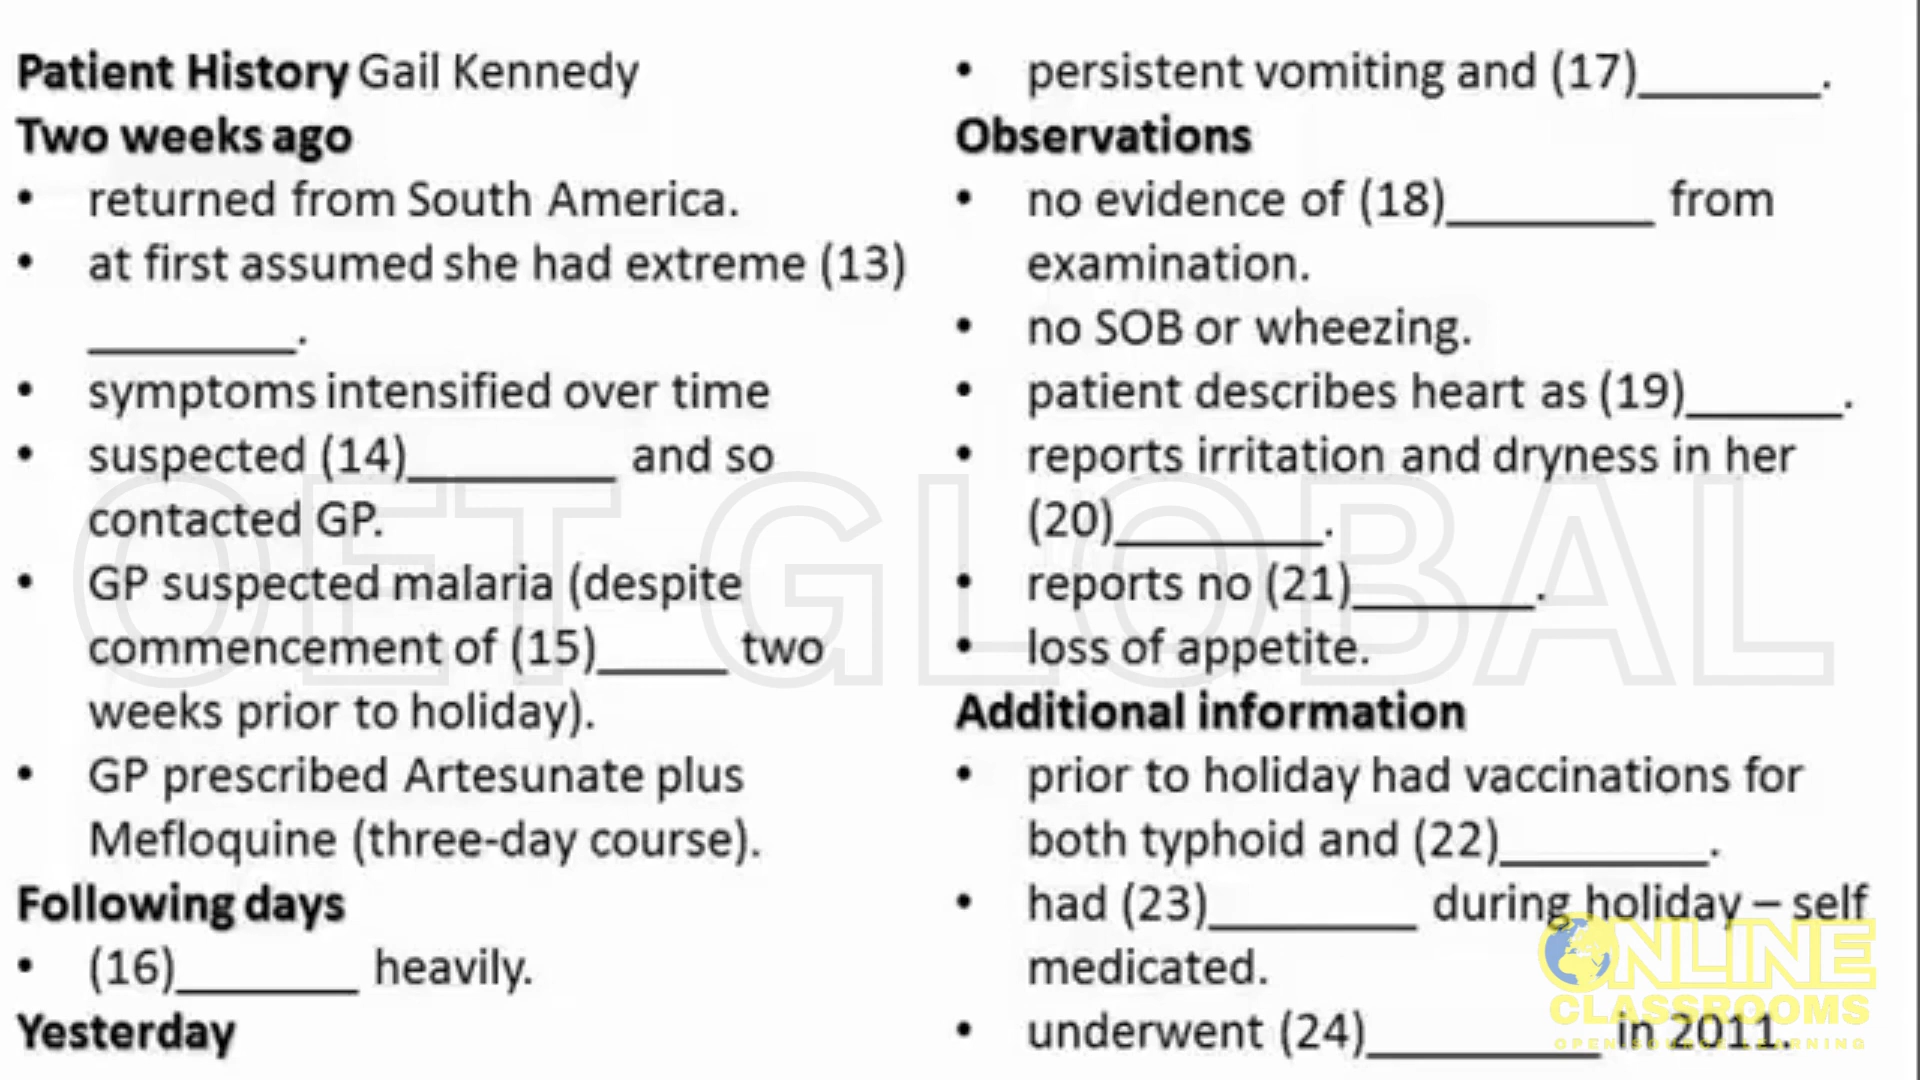 Patient History Gail Kennedy
Two weeks ago
• returned from South America.
• at first assumed she had extreme (13)
________.
• symptoms intensified over time
• suspected (14)________ and so
contacted GP.
• GP suspected malaria (despite
commencement of (15)_____ two
weeks prior to holiday).
• GP prescribed Artesunate plus
Mefloquine (three-day course).
Following days
• (16)_______ heavily.
Yesterday
• persistent vomiting and (17)_______.
Observations
• no evidence of (18)________ from
examination.
• no SOB or wheezing.
• patient describes heart as (19)______.
• reports irritation and dryness in her
(20)________.
• reports no (21)_______.
• loss of appetite.
Additional information
• prior to holiday had vaccinations for
both typhoid and (22)________.
• had (23)________ during holiday – self
medicated.
• underwent (24)_________ in 2011.
OET GLOBAL
ONLINE
CLASSROOMS
OPEN SOURCE LEARNING